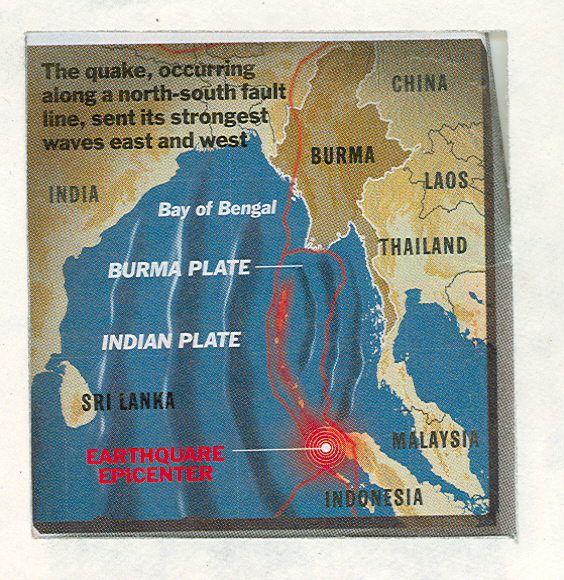 The quake, occurring
along a north-south fault
line, sent its strongest
waves east and west
CHINA
BURMA
INDIA
LAOS
Bay of Bengal
THAILAND
BURMA PLATE
INDIAN PLATE
SRI LANKA
MALAYSIA
EARTHQUARE
EPICENTER
INDONESIA